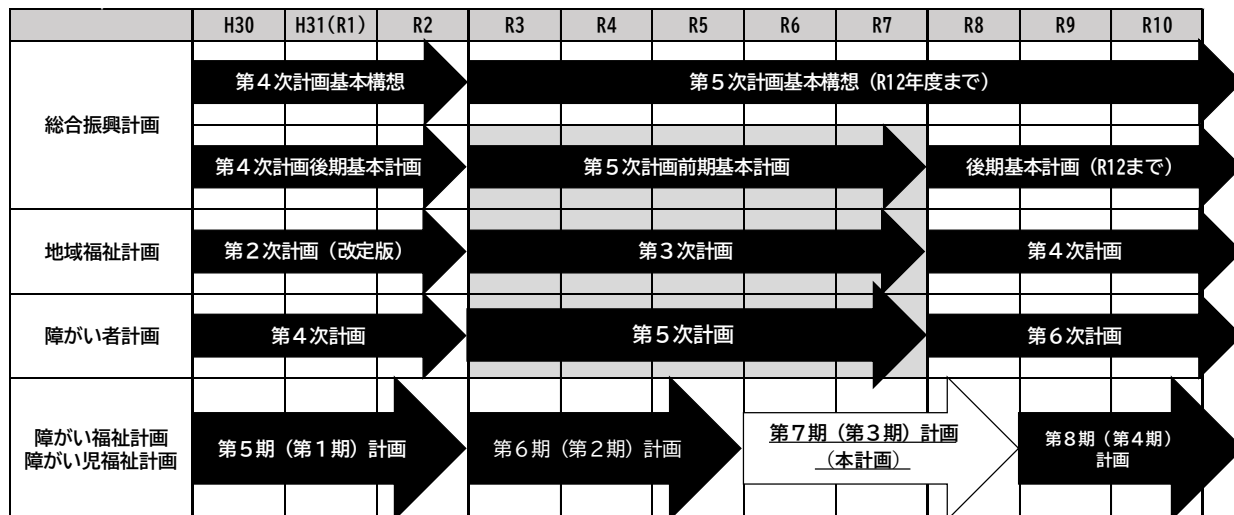 H30 H31(R1) R2 R3 R4 R5 R6 R7 R8 R9 R10
総合振興計画
第4次計画基本構想
第5次計画基本構想(R12年度まで)
第4次計画後期基本計画
第5次計画前期基本計画
後期基本計画(R12まで)
地域福祉計画
第2次計画(改定版)
第3次計画
第4次計画
障がい者計画
第4次計画
第5次計画
第6次計画
障がい福祉計画
障がい児福祉計画
第5期(第1期)計画
第6期(第2期)計画
第7期(第3期)計画
(本計画)
第8期(第4期)
計画